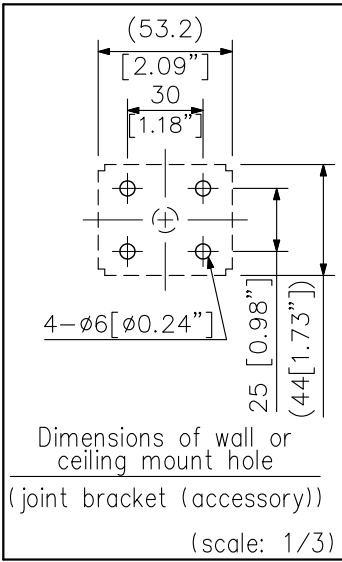 (53.2)
[2.09"]
30
[1.18"]
4-ø6[ø0.24"]
25 [0.98"]
(44[1.73"])
Dimensions of wall or
ceiling mount hole
(joint bracket (accessory))
(scale: 1/3)